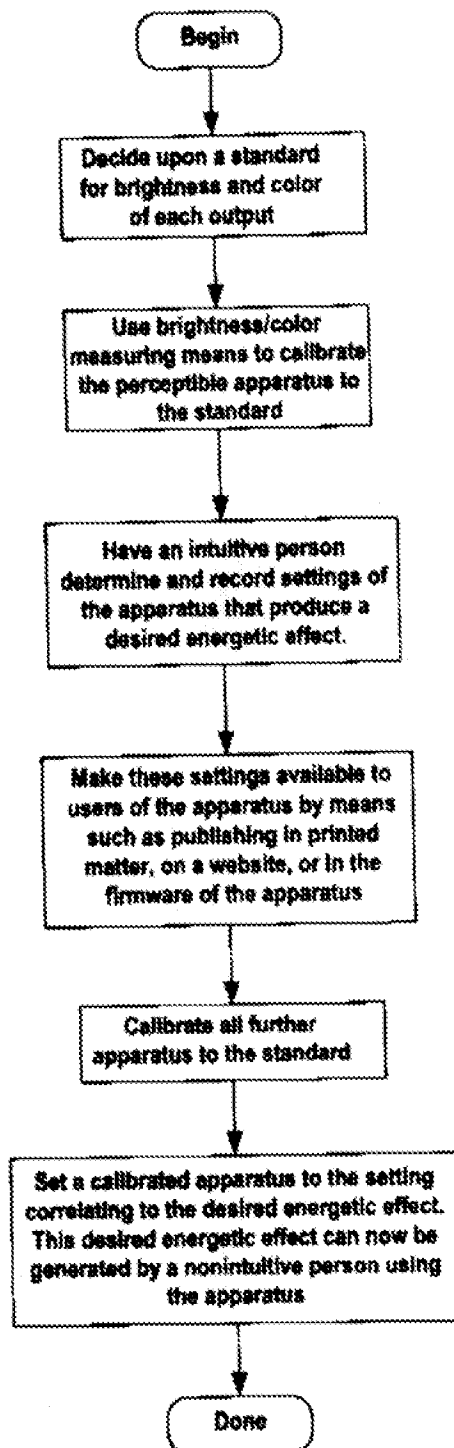 Begin
Decide upon a standard
for brightness and color
of each output
Use brightness/color
measuring means to calibrate
the perceptible apparatus to
the standard
Have an intuitive person
determine and record settings of
the apparatus that produce a
desired energetic effect.
Make these settings available to
users of the apparatus by means
such as publishing in printed
matter, on a website, or in the
firmware of the apparatus
Calibrate all further
apparatus to the standard
Set a calibrated apparatus to the setting
correlating to the desired energetic effect.
This desired energetic effect can now be
generated by a nonintuitive person using
the apparatus
Done